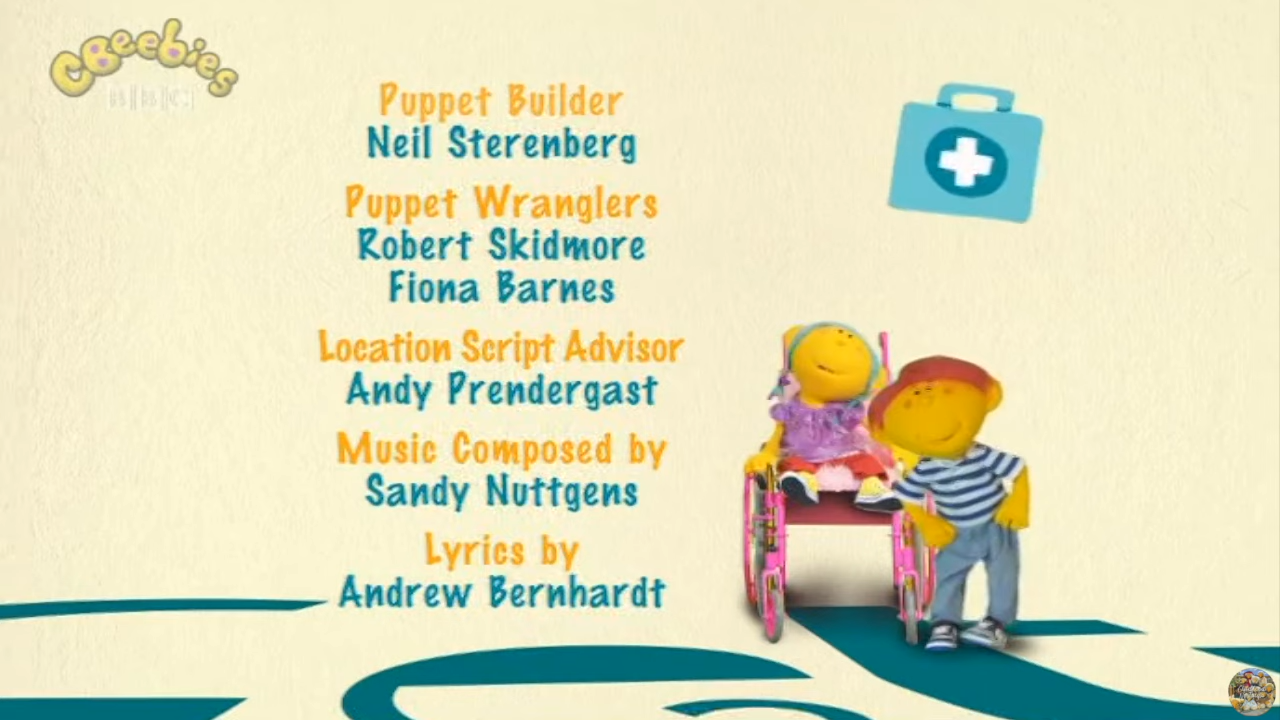 CBeebies
BBC
Puppet Builder
Neil Sterenberg
Puppet Wranglers
Robert Skidmore
Fiona Barnes
Location Script Advisor
Andy Prendergast
Music Composed by
Sandy Nuttgens
Lyrics by
Andrew Bernhardt